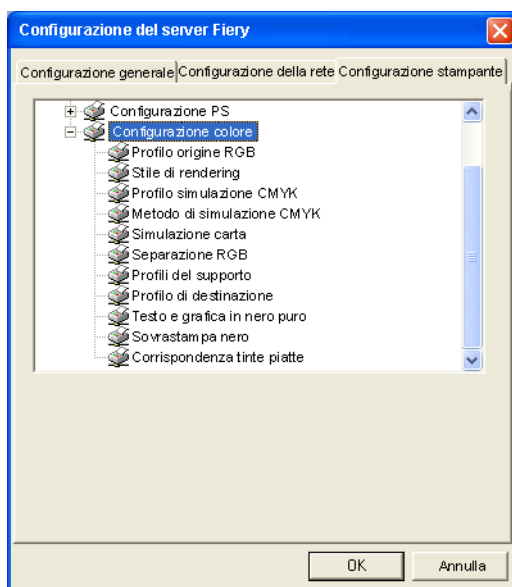 Configurazione del server Fiery
Configurazione generale Configurazione della rete Configurazione stampante
Configurazione PS
Configurazione colore
Profilo origine RGB
Stile di rendering
Profilo simulazione CMYK
Metodo di simulazione CMYK
Simulazione carta
Separazione RGB
Profili del supporto
Profilo di destinazione
Testo e grafica in nero puro
Sovrastampa nero
Corrispondenza tinte piatte
OK Annulla